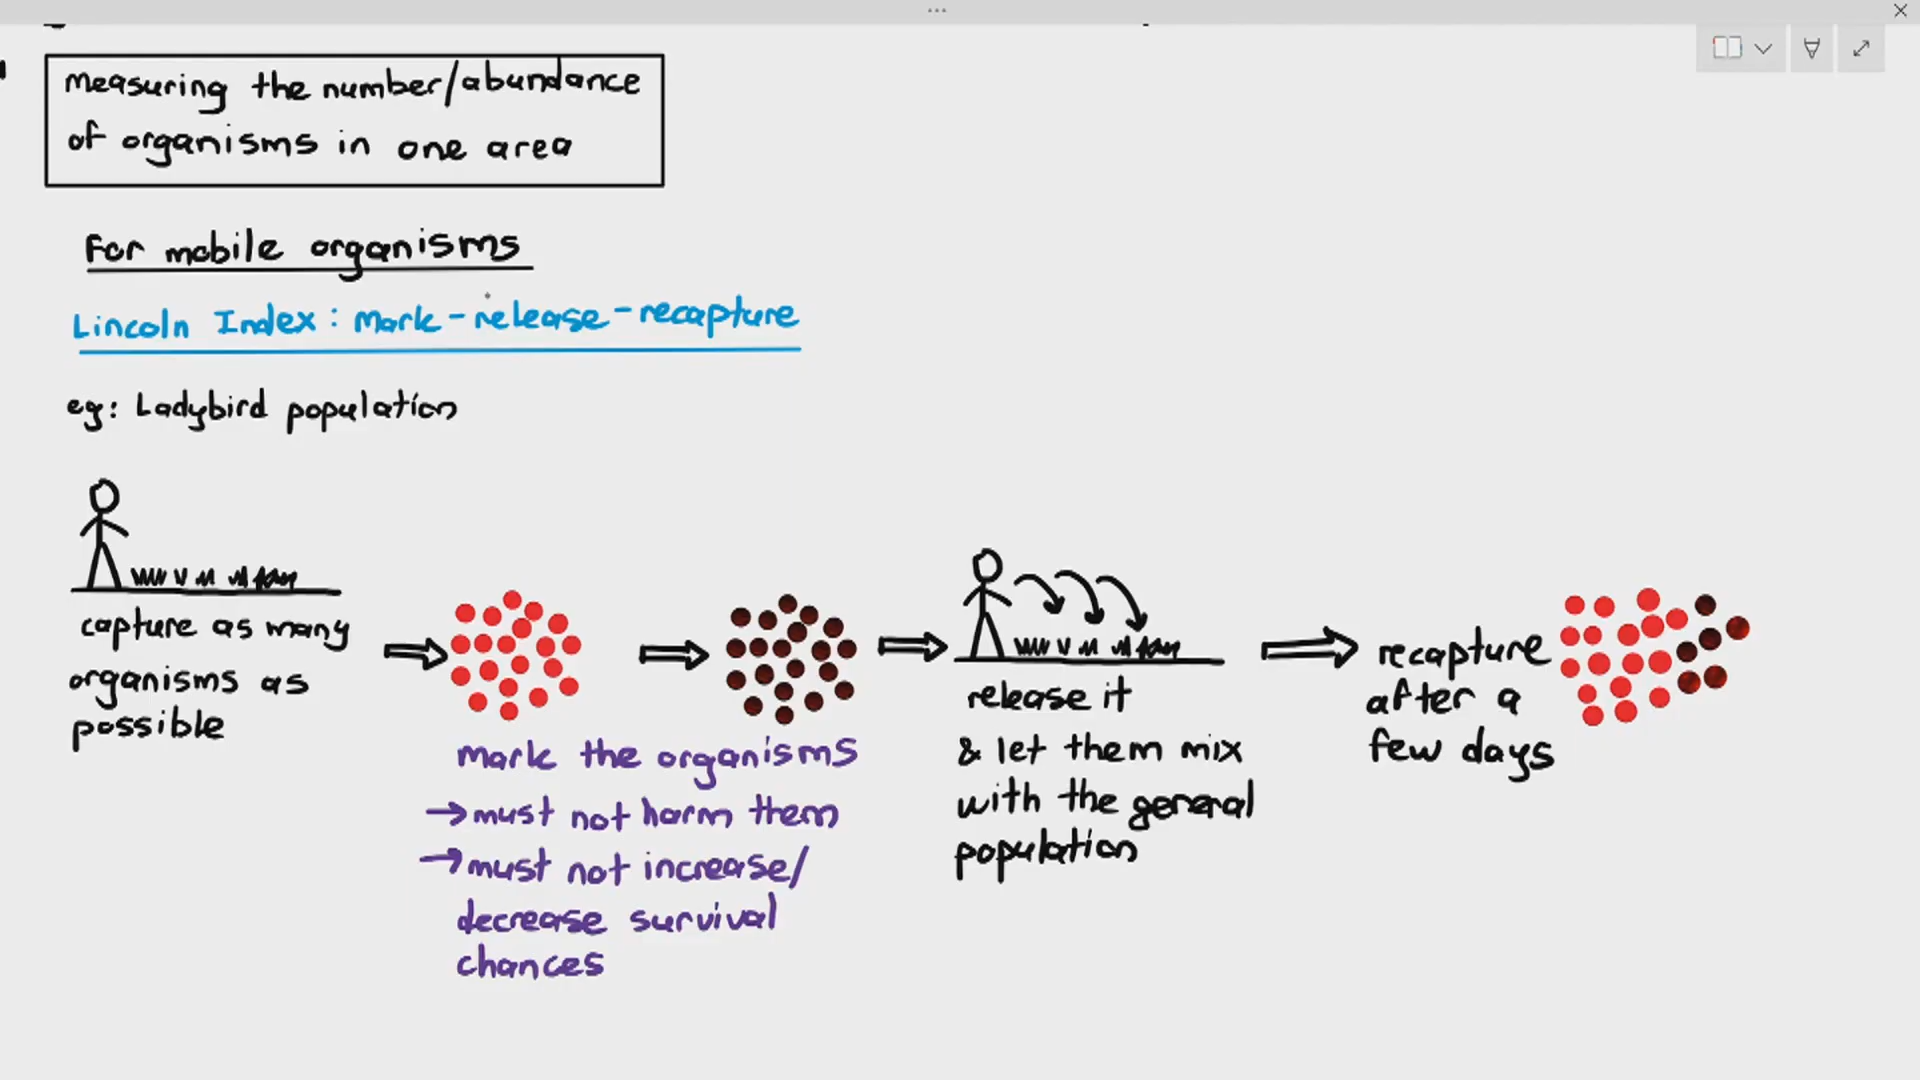 Measuring the number/abundance
of organisms in one area
For mobile organisms
Lincoln Index: mark-release-recapture
eg: Ladybird population
capture as many
organisms as
possible
mark the organisms
→ must not harm them
→ must not increase/
decrease survival
chances
release it
& let them mix
with the general
population
recapture
after a
few days